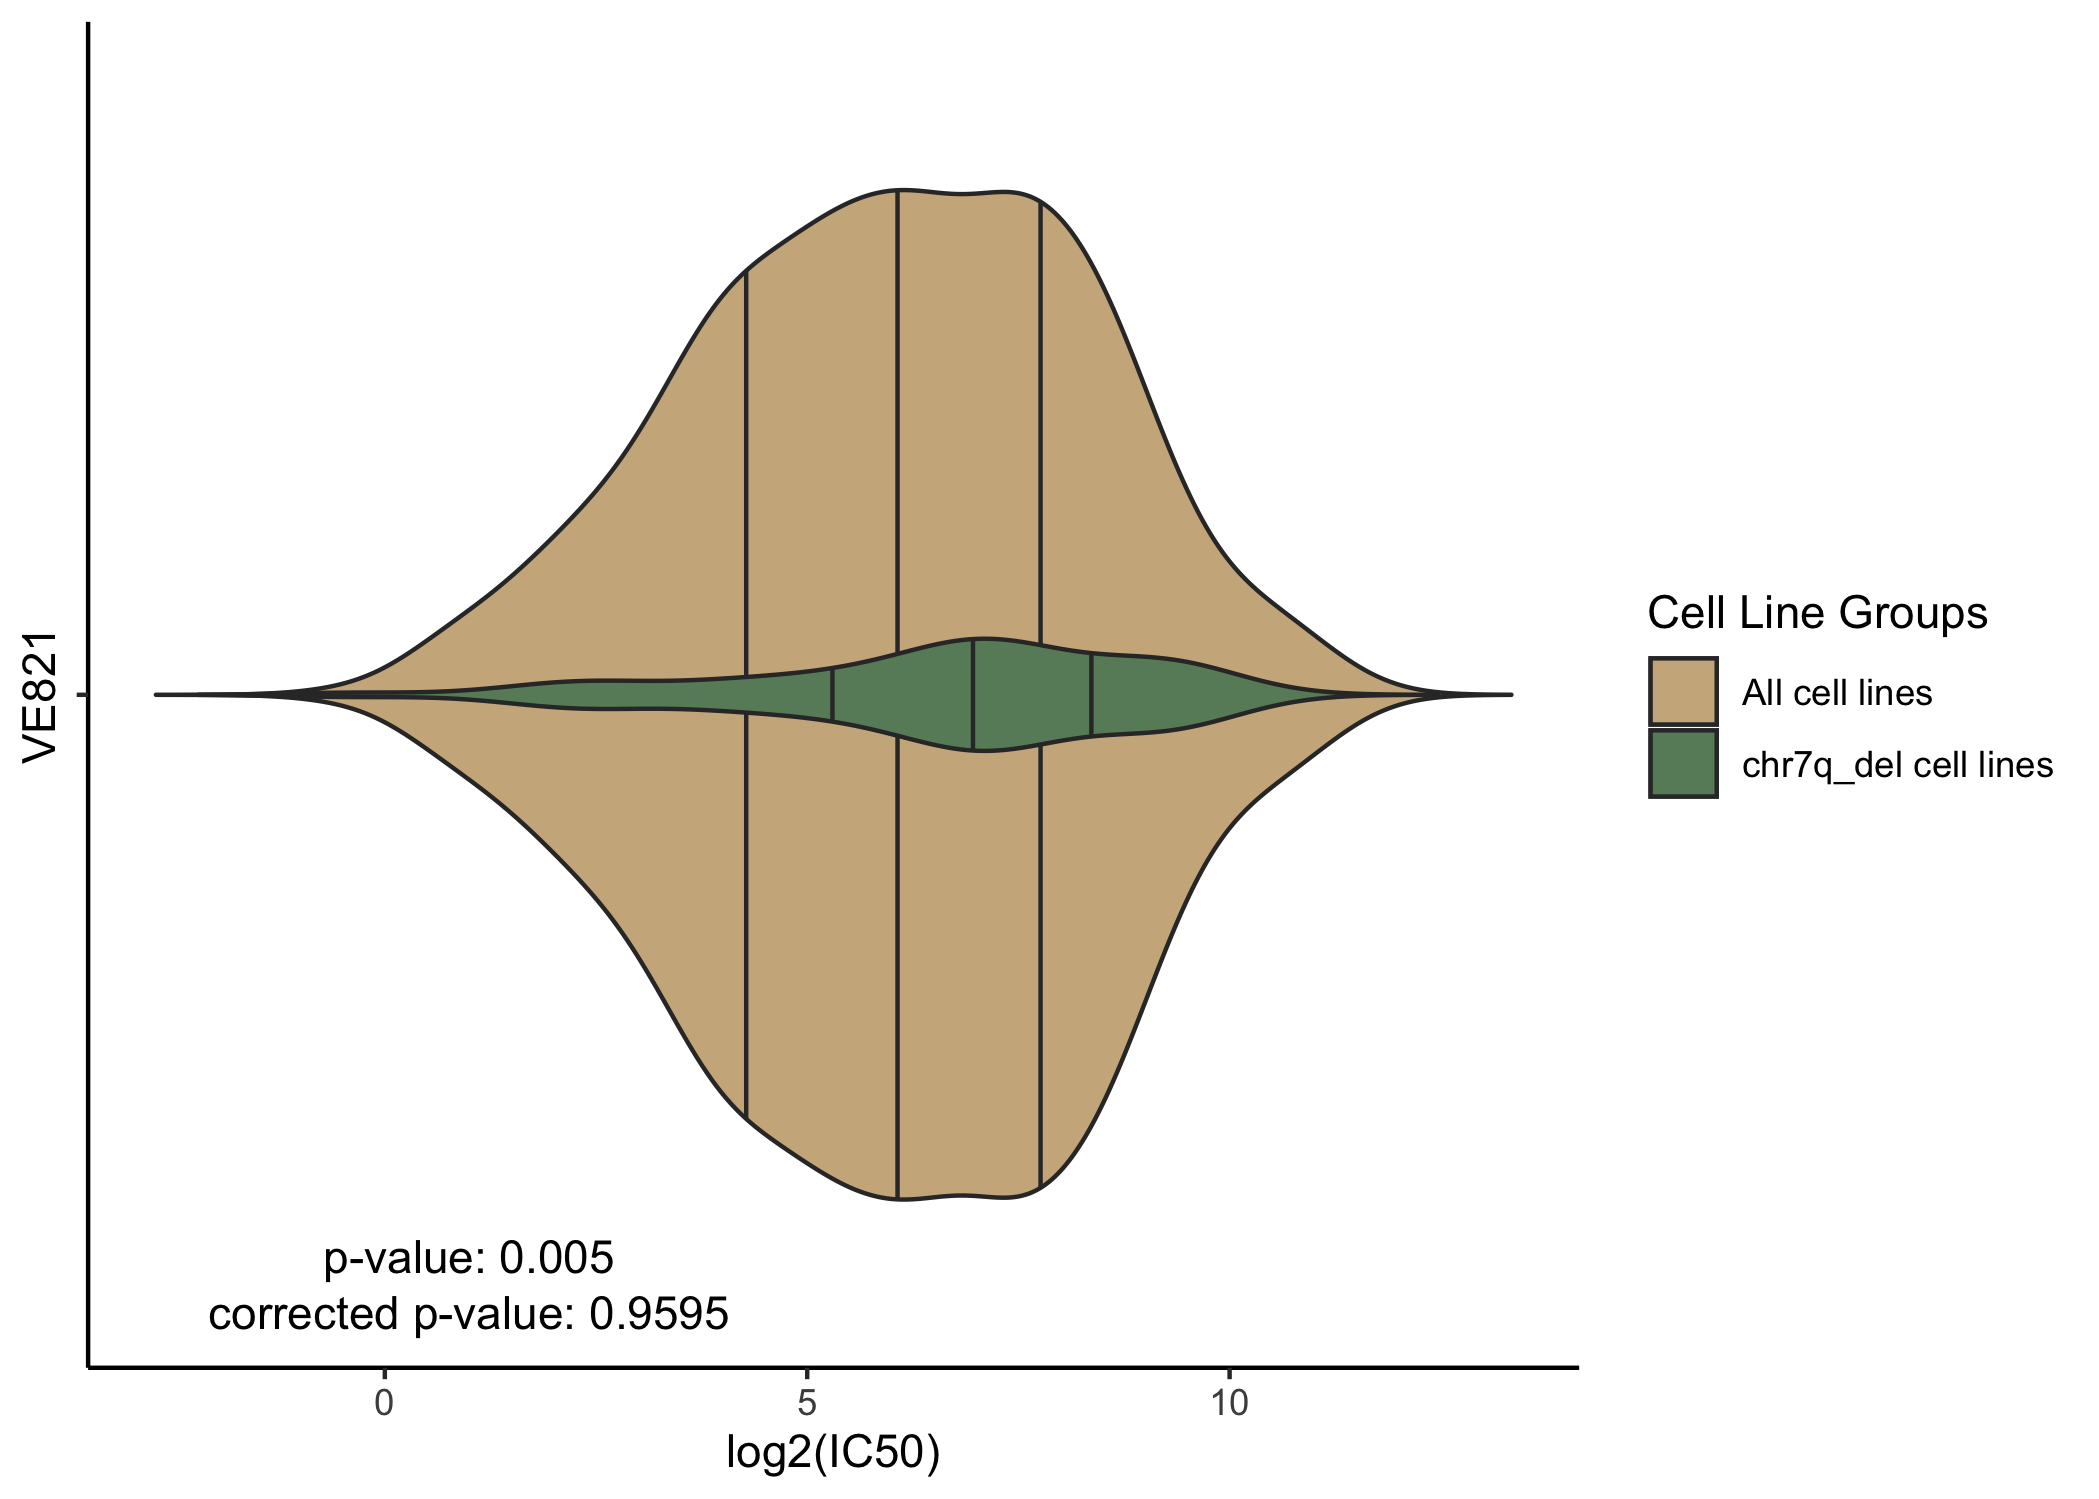 VE821
p-value: 0.005
corrected p-value: 0.9595
0 5 10
log2(IC50)
Cell Line Groups
All cell lines
chr7q_del cell lines